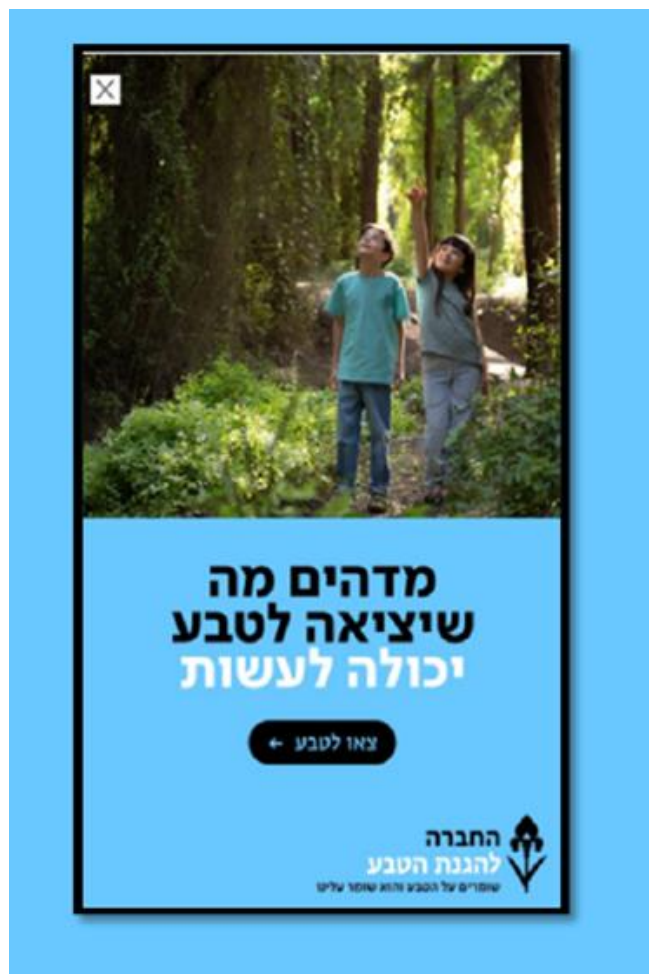 מדהים מה
שיציאה לטבע
יכולה לעשות
צאו לטבע ←
החברה
להגנת הטבע
שומרים על הטבע והוא שומר עלינו